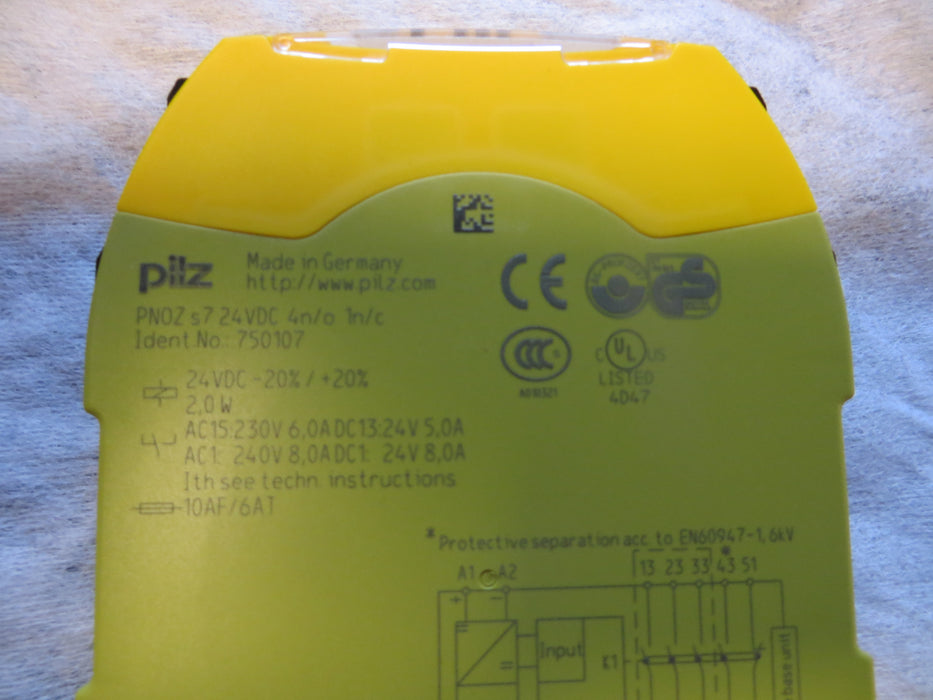 pilz
Made in Germany
http://www.pilz.com
PNOZ s7 24VDC 4n/o 1n/c
Ident.No.: 750107
24VDC -20% / +20%
2,0W
AC15:230V 6,0A DC13:24V 5,0A
AC1: 240V 8,0A DC1: 24V 8,0A
Ith see techn. instructions
10AF/6AT
CE
CCC S
A018321
C UL US
LISTED
4D47
* Protective separation acc. to EN60947-1, 6kV
A1 A2
13 23 33 *43 51
+ −
Input
K1
base unit